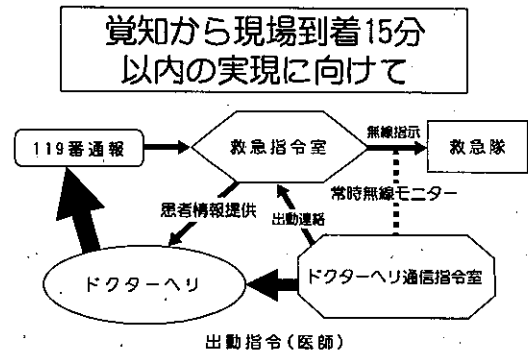 覚知から現場到着15分
以内の実現に向けて
119番通報
救急指令室
無線指示
救急隊
患者情報提供
出動連絡
常時無線モニター
ドクターヘリ
ドクターヘリ通信指令室
出動指令(医師)